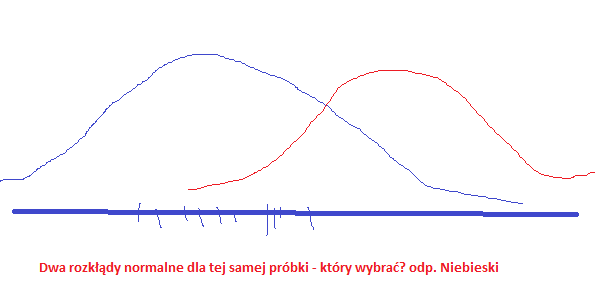 Dwa rozkłądy normalne dla tej samej próbki - który wybrać? odp. Niebieski